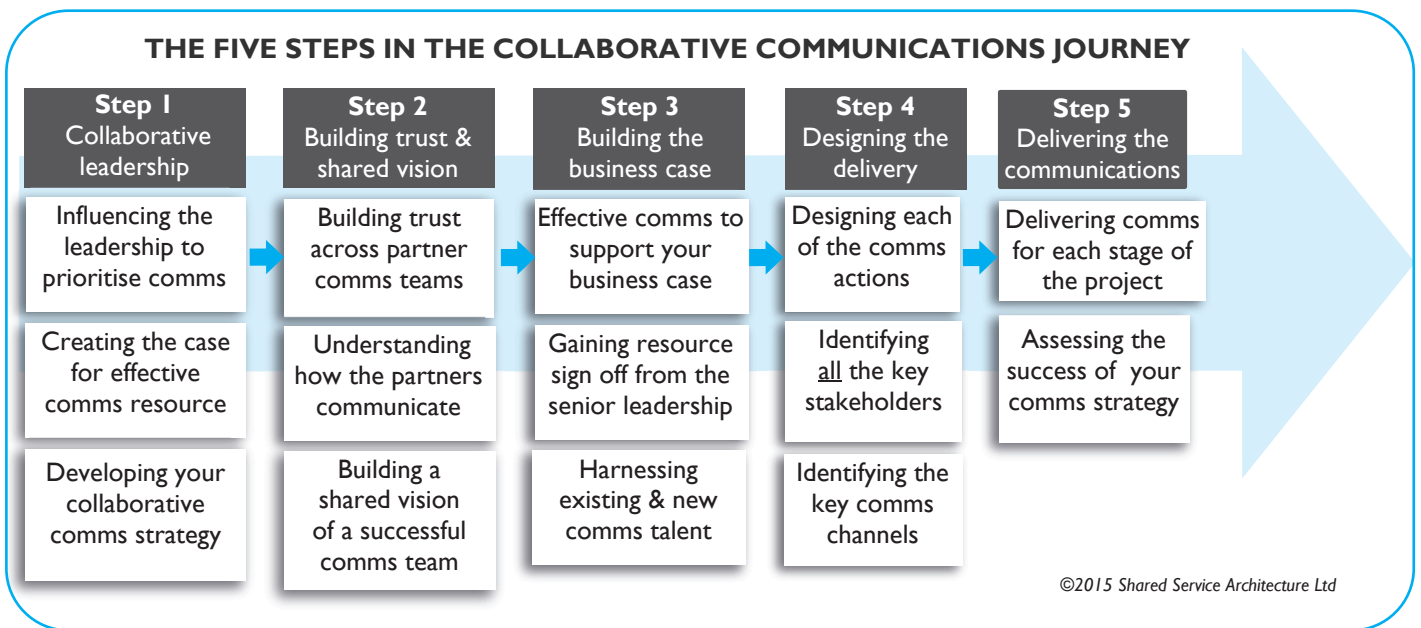 THE FIVE STEPS IN THE COLLABORATIVE COMMUNICATIONS JOURNEY
Step 1
Collaborative
leadership
Influencing the
leadership to
prioritise comms
Creating the case
for effective
comms resource
Developing your
collaborative
comms strategy
Step 2
Building trust &
shared vision
Building trust
across partner
comms teams
Understanding
how the partners
communicate
Building a
shared vision
of a successful
comms team
Step 3
Building the
business case
Effective comms to
support your
business case
Gaining resource
sign off from the
senior leadership
Harnessing
existing & new
comms talent
Step 4
Designing the
delivery
Designing each
of the comms
actions
Identifying
all the key
stakeholders
Identifying the
key comms
channels
Step 5
Delivering the
communications
Delivering comms
for each stage of
the project
Assessing the
success of your
comms strategy
©2015 Shared Service Architecture Ltd